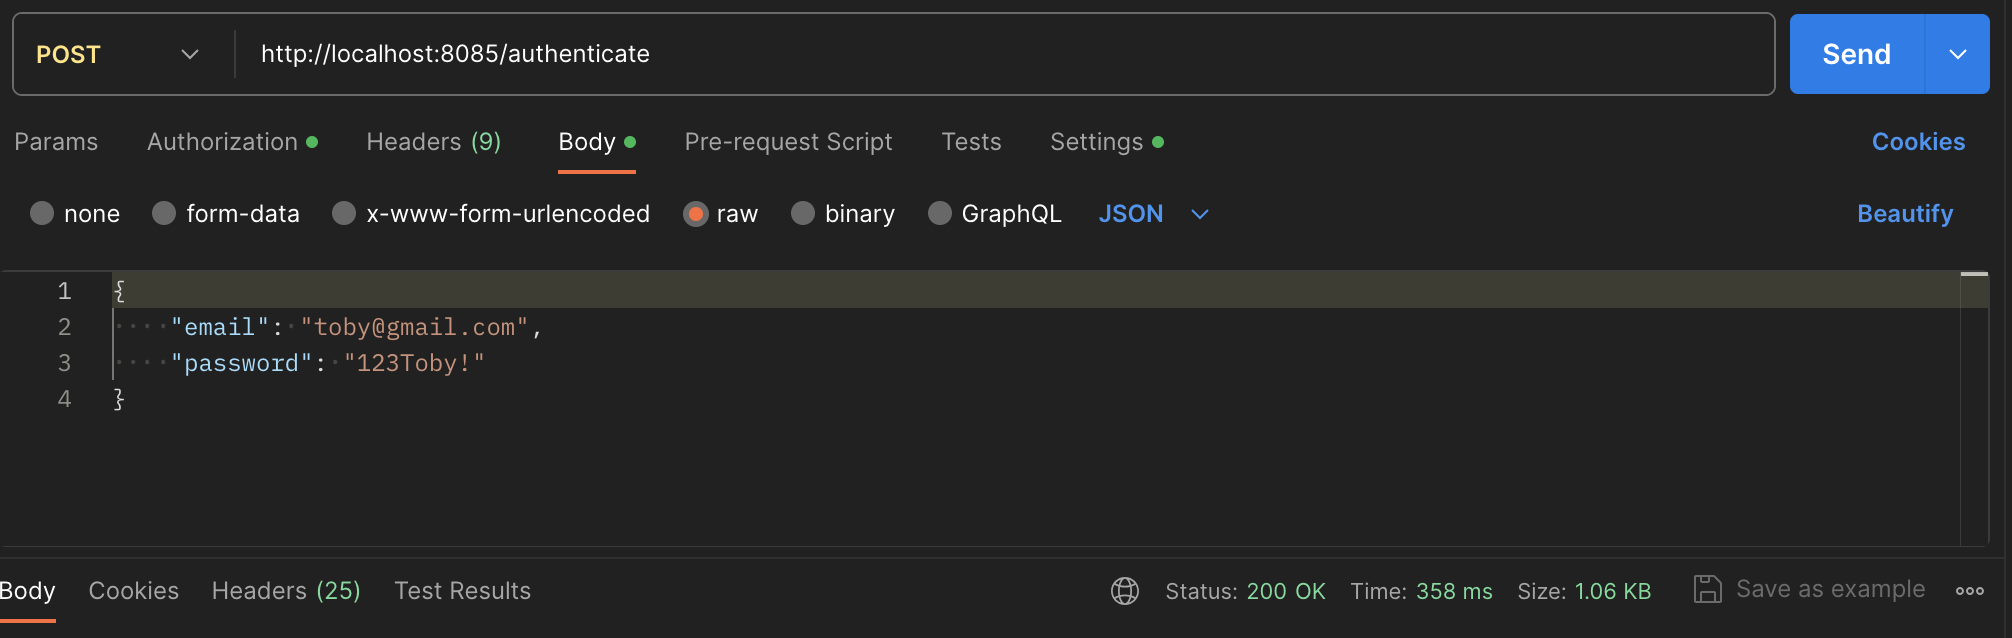 POST http://localhost:8085/authenticate Send
Params Authorization Headers (9) Body Pre-request Script Tests Settings Cookies
none form-data x-www-form-urlencoded raw binary GraphQL JSON Beautify
1 {
2 "email": "toby@gmail.com",
3 "password": "123Toby!"
4 }
Body Cookies Headers (25) Test Results Status: 200 OK Time: 358 ms Size: 1.06 KB Save as example